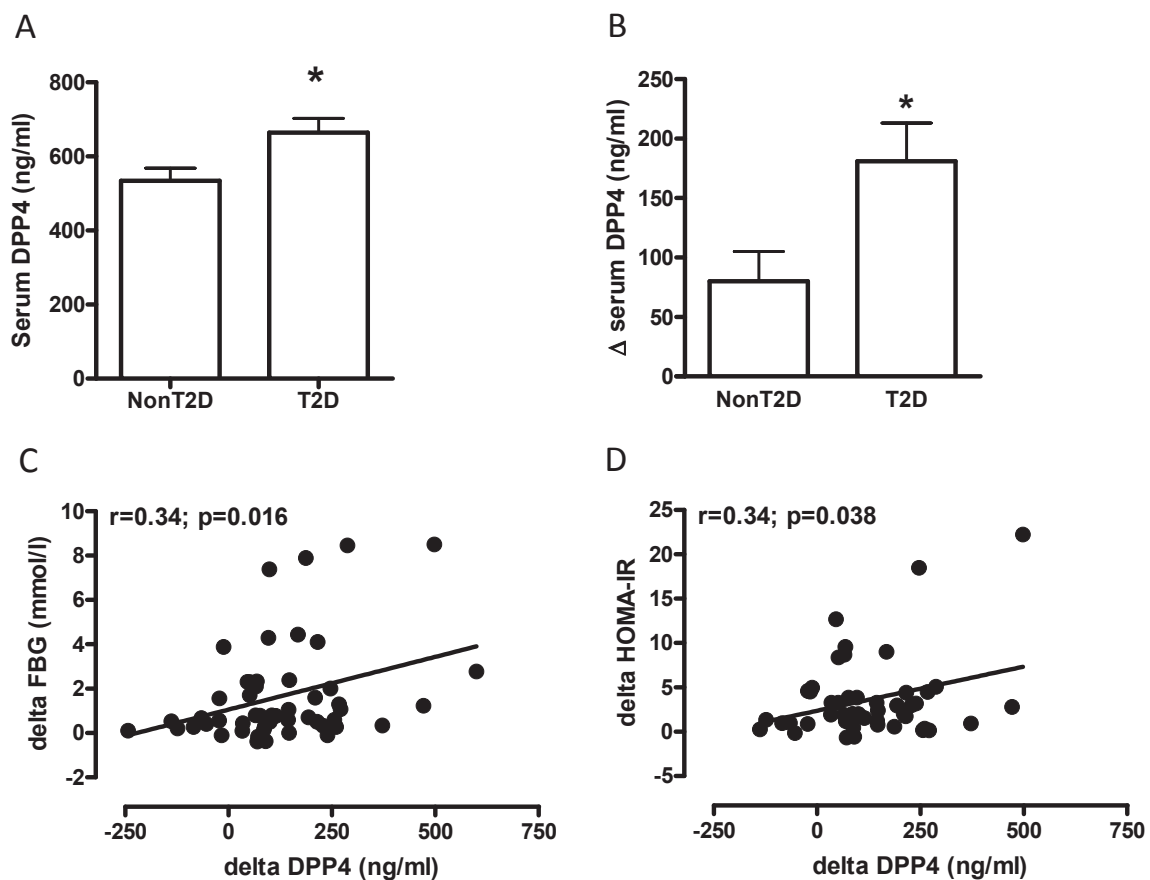 A
Serum DPP4 (ng/ml)
800
600
400
200
0
*
NonT2D
T2D
B
Δ serum DPP4 (ng/ml)
250
200
150
100
50
0
*
NonT2D
T2D
C
r=0.34; p=0.016
delta FBG (mmol/l)
10
8
6
4
2
0
-2
-250
0
250
500
750
delta DPP4 (ng/ml)
D
r=0.34; p=0.038
delta HOMA-IR
25
20
15
10
5
0
-5
-250
0
250
500
750
delta DPP4 (ng/ml)